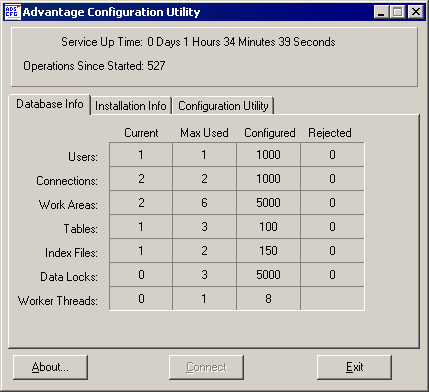 ADS CFG Advantage Configuration Utility
Service Up Time: 0 Days 1 Hours 34 Minutes 39 Seconds
Operations Since Started: 527
Database Info Installation Info Configuration Utility
Current Max Used Configured Rejected
Users: 1 1 1000 0
Connections: 2 2 1000 0
Work Areas: 2 6 5000 0
Tables: 1 3 100 0
Index Files: 1 2 150 0
Data Locks: 0 3 5000 0
Worker Threads: 0 1 8
About... Connect Exit